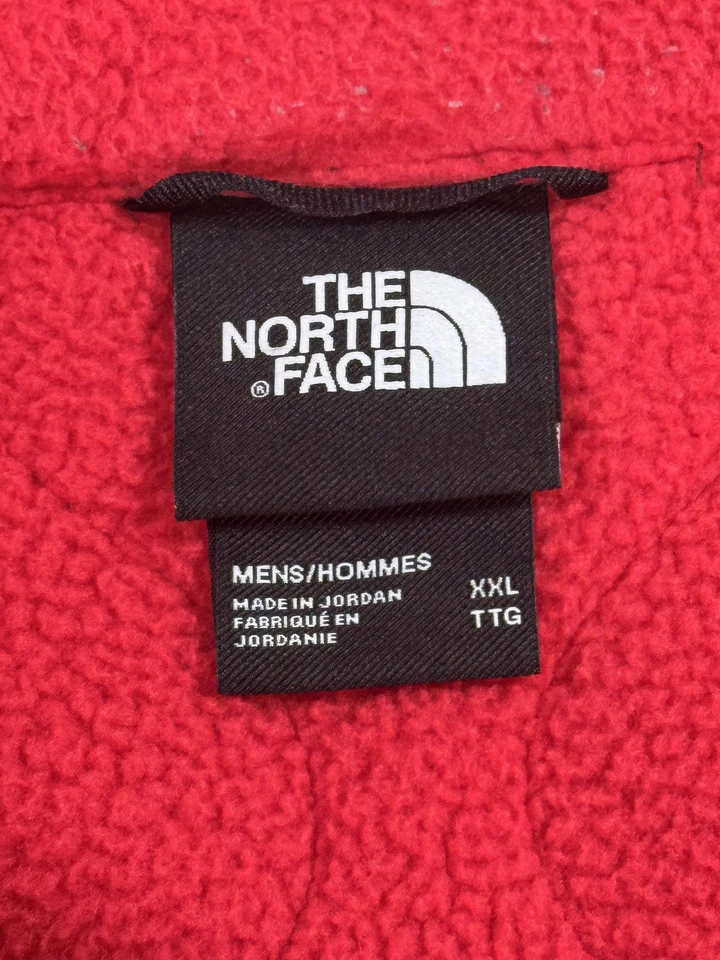 THE
NORTH
® FACE
MENS/HOMMES
MADE IN JORDAN
FABRIQUÉ EN
JORDANIE
XXL
TTG